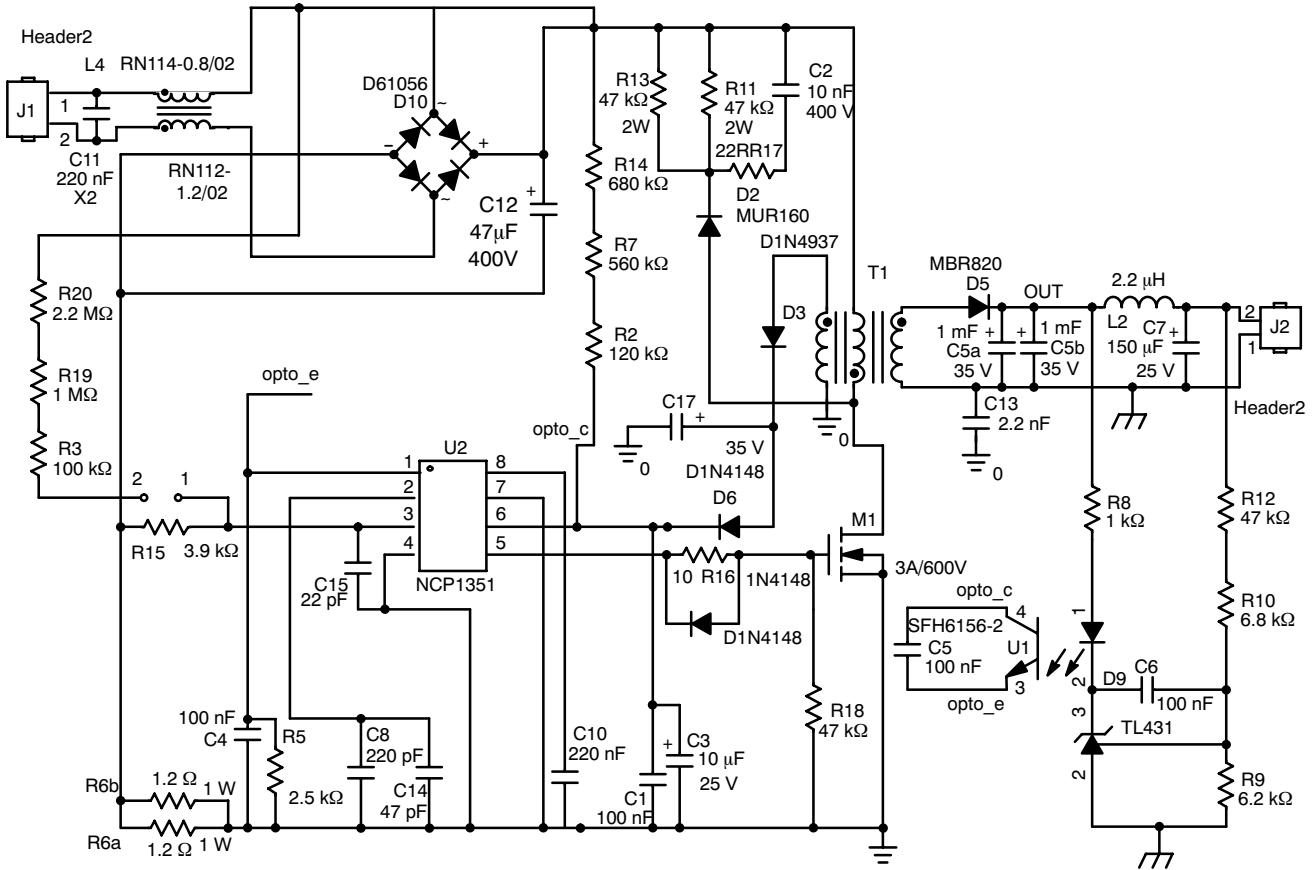 Header2
L4
RN114-0.8/02
J1
1
2
C11
220 nF
X2
RN112-
1.2/02
D61056
D10
~
−
+
~
+
C12
47μF
400V
R13
47 kΩ
2W
R11
47 kΩ
2W
C2
10 nF
400 V
22RR17
D2
MUR160
R14
680 kΩ
R7
560 kΩ
R2
120 kΩ
D1N4937
D3
T1
MBR820
D5
OUT
2.2 μH
L2
1 mF
+
C5a
35 V
+
1 mF
C5b
35 V
C7
+
150 μF
25 V
2
1
J2
Header2
C13
2.2 nF
0
R20
2.2 MΩ
R19
1 MΩ
R3
100 kΩ
2
1
R15
3.9 kΩ
opto_e
opto_c
C17
+
35 V
0
0
D1N4148
D6
U2
1
2
3
4
8
7
6
5
NCP1351
C15
22 pF
10
R16
1N4148
D1N4148
M1
3A/600V
R8
1 kΩ
R12
47 kΩ
R10
6.8 kΩ
opto_c
4
SFH6156-2
C5
100 nF
U1
3
opto_e
1
2
D9
C6
100 nF
3
TL431
2
R9
6.2 kΩ
R18
47 kΩ
100 nF
C4
R5
2.5 kΩ
C8
220 pF
C14
47 pF
C10
220 nF
C1
100 nF
+
C3
10 μF
25 V
R6b
1.2 Ω
1 W
R6a
1.2 Ω
1 W